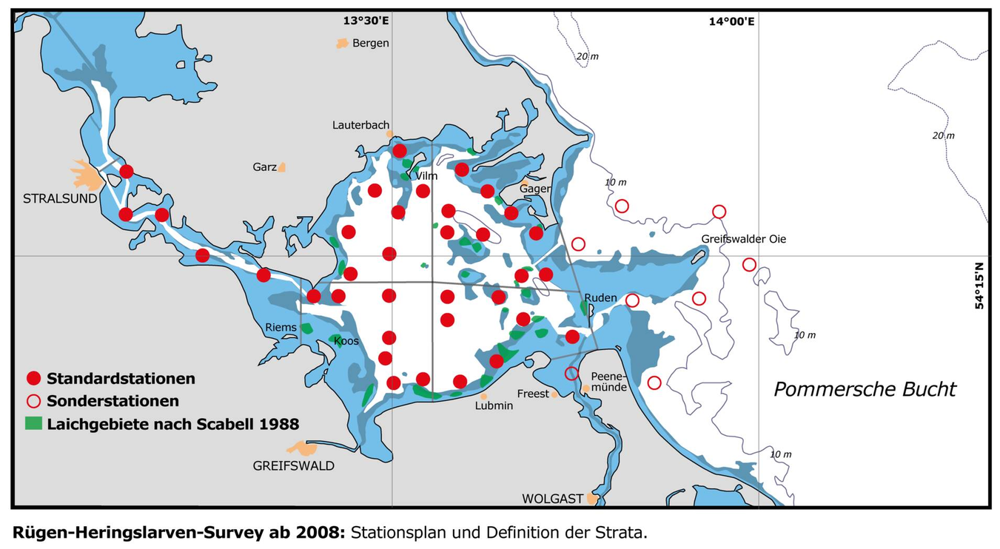 13°30'E
14°00'E
Bergen
20 m
Lauterbach
20 m
Garz
Vilm
10 m
Gager
STRALSUND
Greifswalder Oie
54°15'N
Ruden
Riems
Koos
10 m
Standardstationen
Peene-
münde
Pommersche Bucht
Freest
Sonderstationen
Lubmin
Laichgebiete nach Scabell 1988
10 m
GREIFSWALD
WOLGAST
Rügen-Heringslarven-Survey ab 2008: Stationsplan und Definition der Strata.